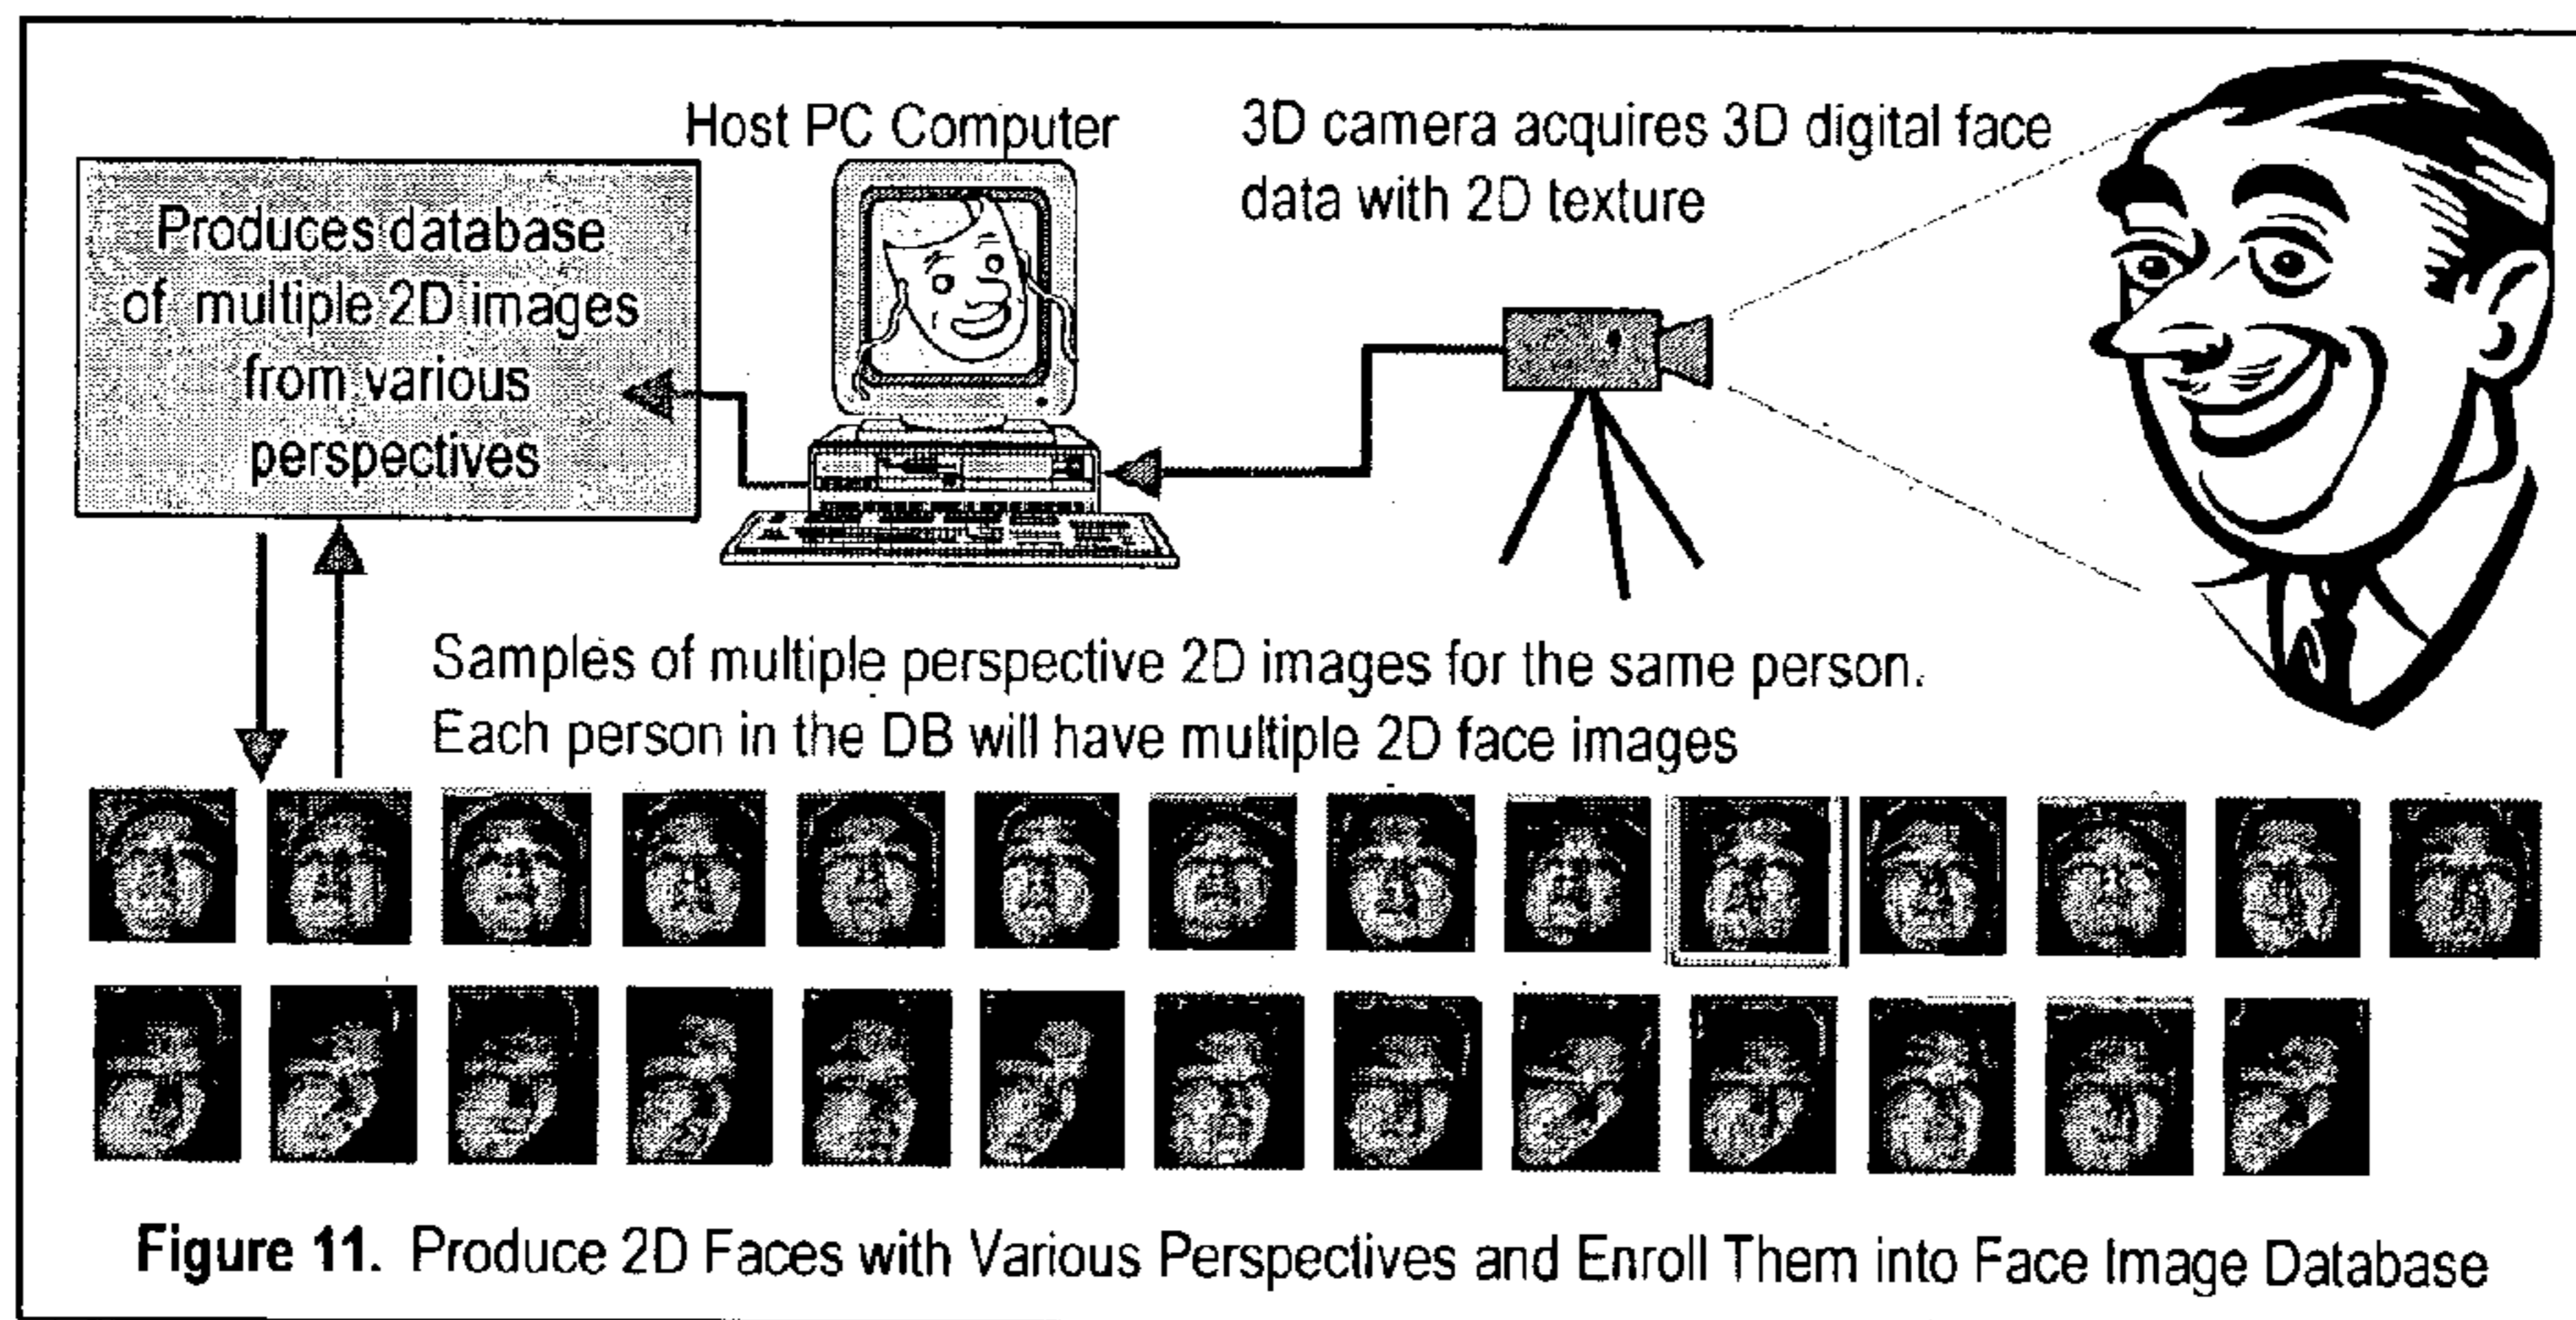 Host PC Computer
3D camera acquires 3D digital face
data with 2D texture
Produces database
of multiple 2D images
from various
perspectives
Samples of multiple perspective 2D images for the same person.
Each person in the DB will have multiple 2D face images
Figure 11. Produce 2D Faces with Various Perspectives and Enroll Them into Face Image Database